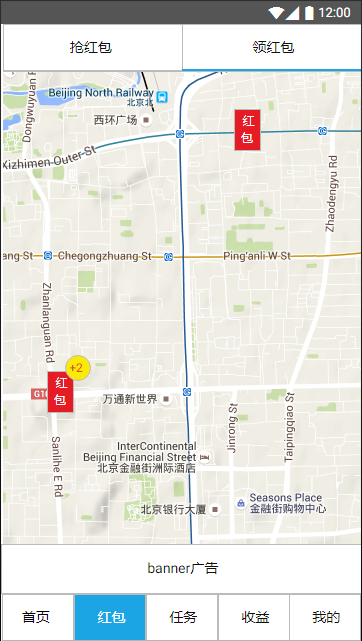 12:00
抢红包
领红包
Dongwuyuan Rd
Beijing North Railway
北京北
西环广场
红
包
Xizhimen Outer St
Zhaodengyu Rd
ang St
Chegongzhuang St
Ping'anli W St
Zhanlanguan Rd
+2
红
包
G10
万通新世界
Jinrong St
Taipingqiao St
Sanlihe E Rd
InterContinental
Beijing Financial Street
北京金融街洲际酒店
Seasons Place
金融街购物中心
北京银行大厦
banner广告
首页
红包
任务
收益
我的